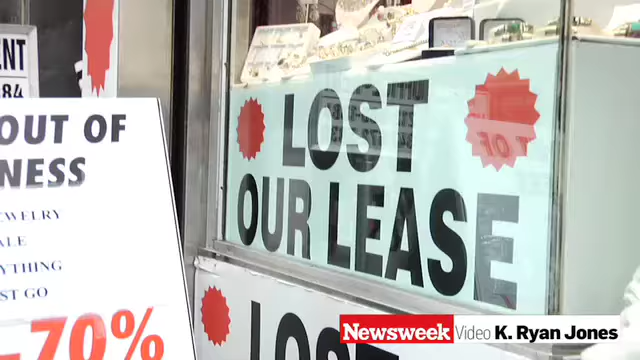 ENT
84
OUT OF
NESS
EWELRY
ALE
YTHING
ST GO
-70%
LOST
OUR LEASE
LOST
Newsweek Video K. Ryan Jones